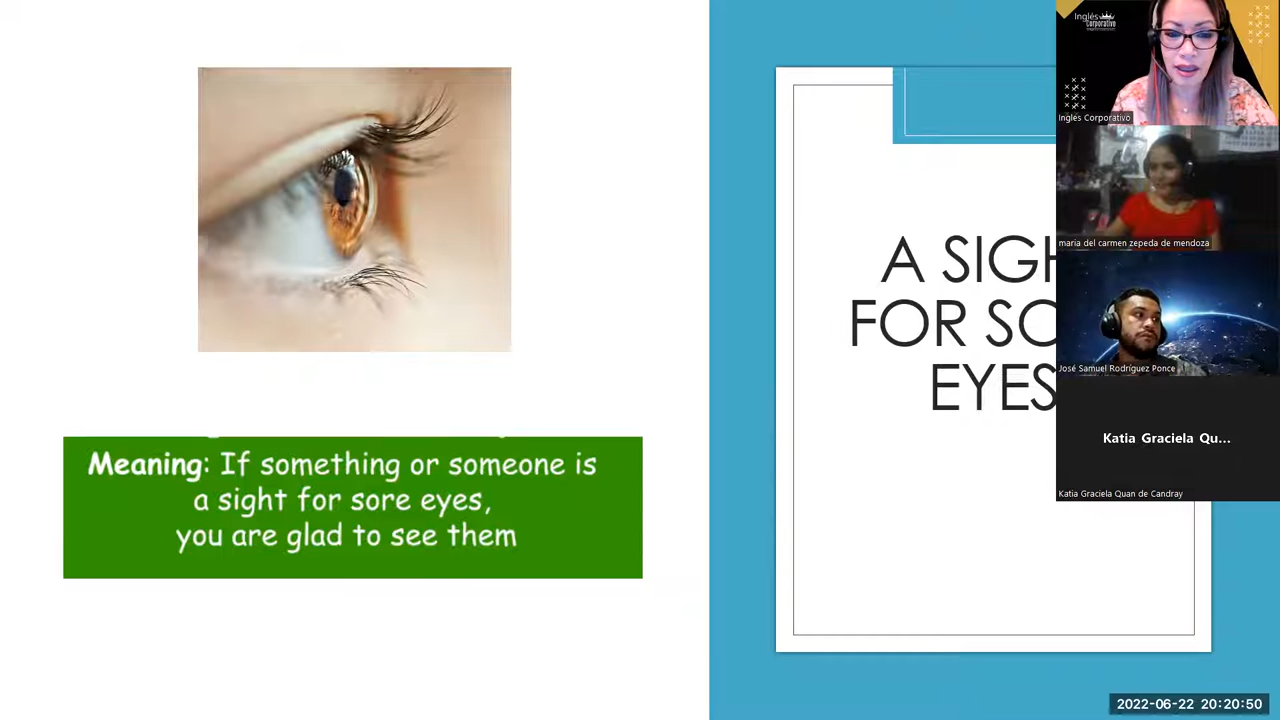 Meaning: If something or someone is
a sight for sore eyes,
you are glad to see them
A SIGH
FOR SO
EYES
Inglés
Corporativo
Inglés Corporativo
maria del carmen zepeda de mendoza
José Samuel Rodríguez Ponce
Katia Graciela Qu...
Katia Graciela Quan de Candray
2022-06-22 20:20:50